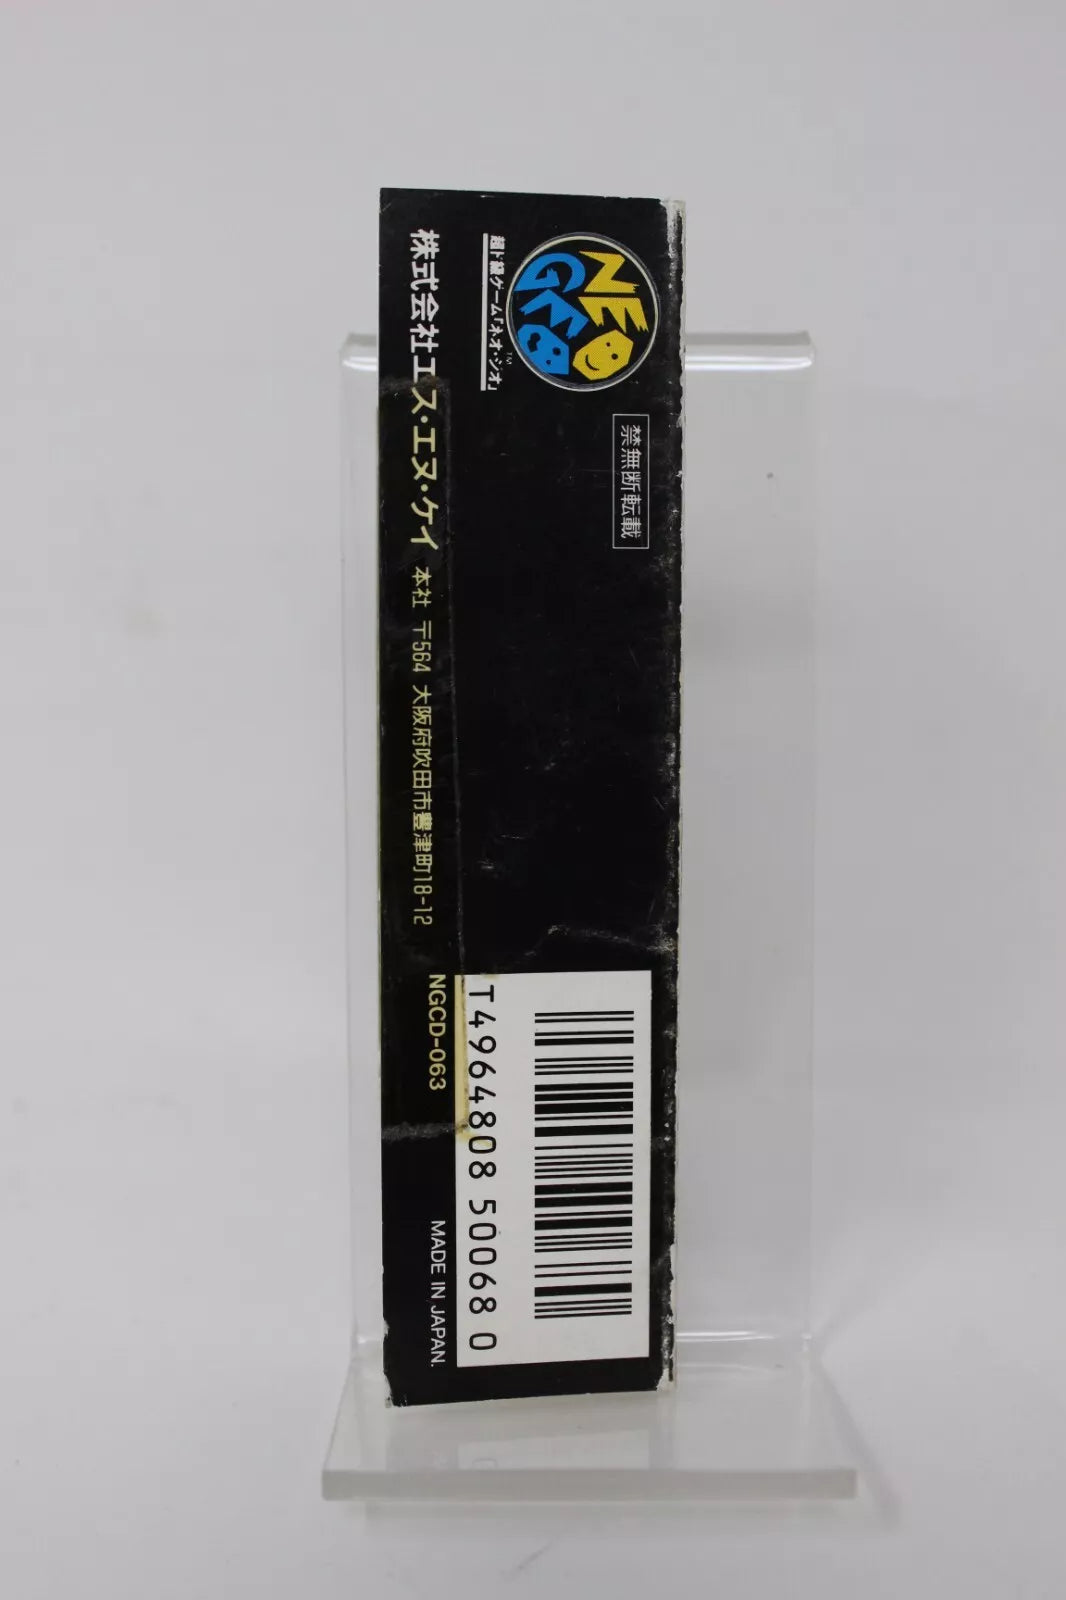 NEO
GEO
超ド級ゲーム「ネオ・ジオ」
TM
禁無断転載
株式会社エス・エヌ・ケイ 本社 〒564 大阪府吹田市豊津町18-12
NGCD-063
T4964808 500680
MADE IN JAPAN.